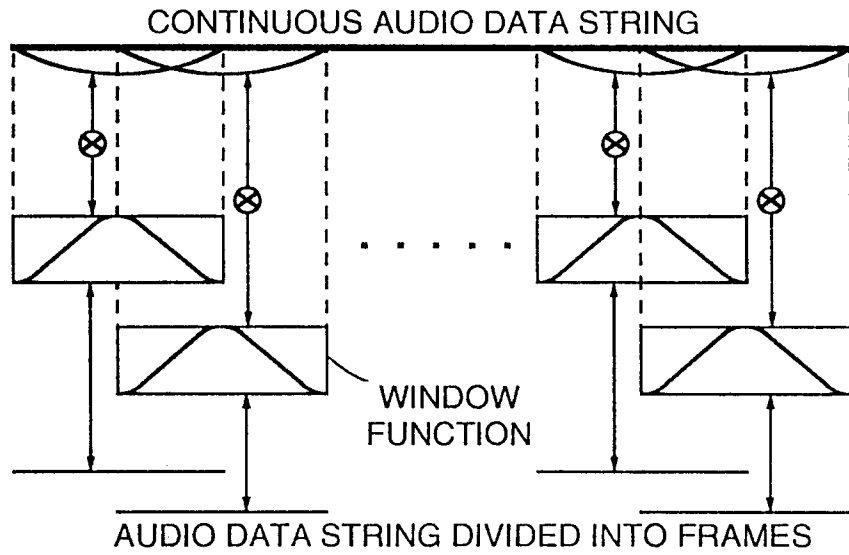 CONTINUOUS AUDIO DATA STRING
WINDOW
FUNCTION
AUDIO DATA STRING DIVIDED INTO FRAMES